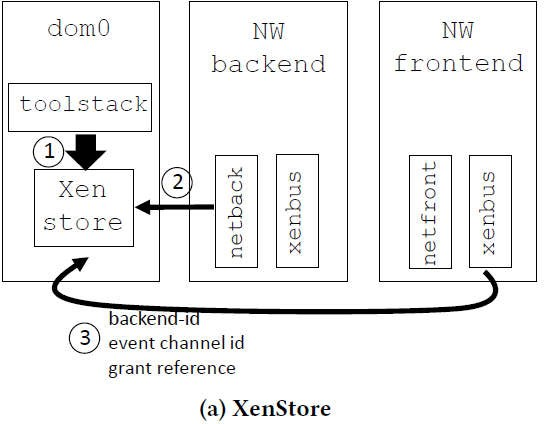 dom0
NW
backend
NW
frontend
toolstack
1
Xen
store
2
netback
xenbus
netfront
xenbus
3
backend-id
event channel id
grant reference
(a) XenStore